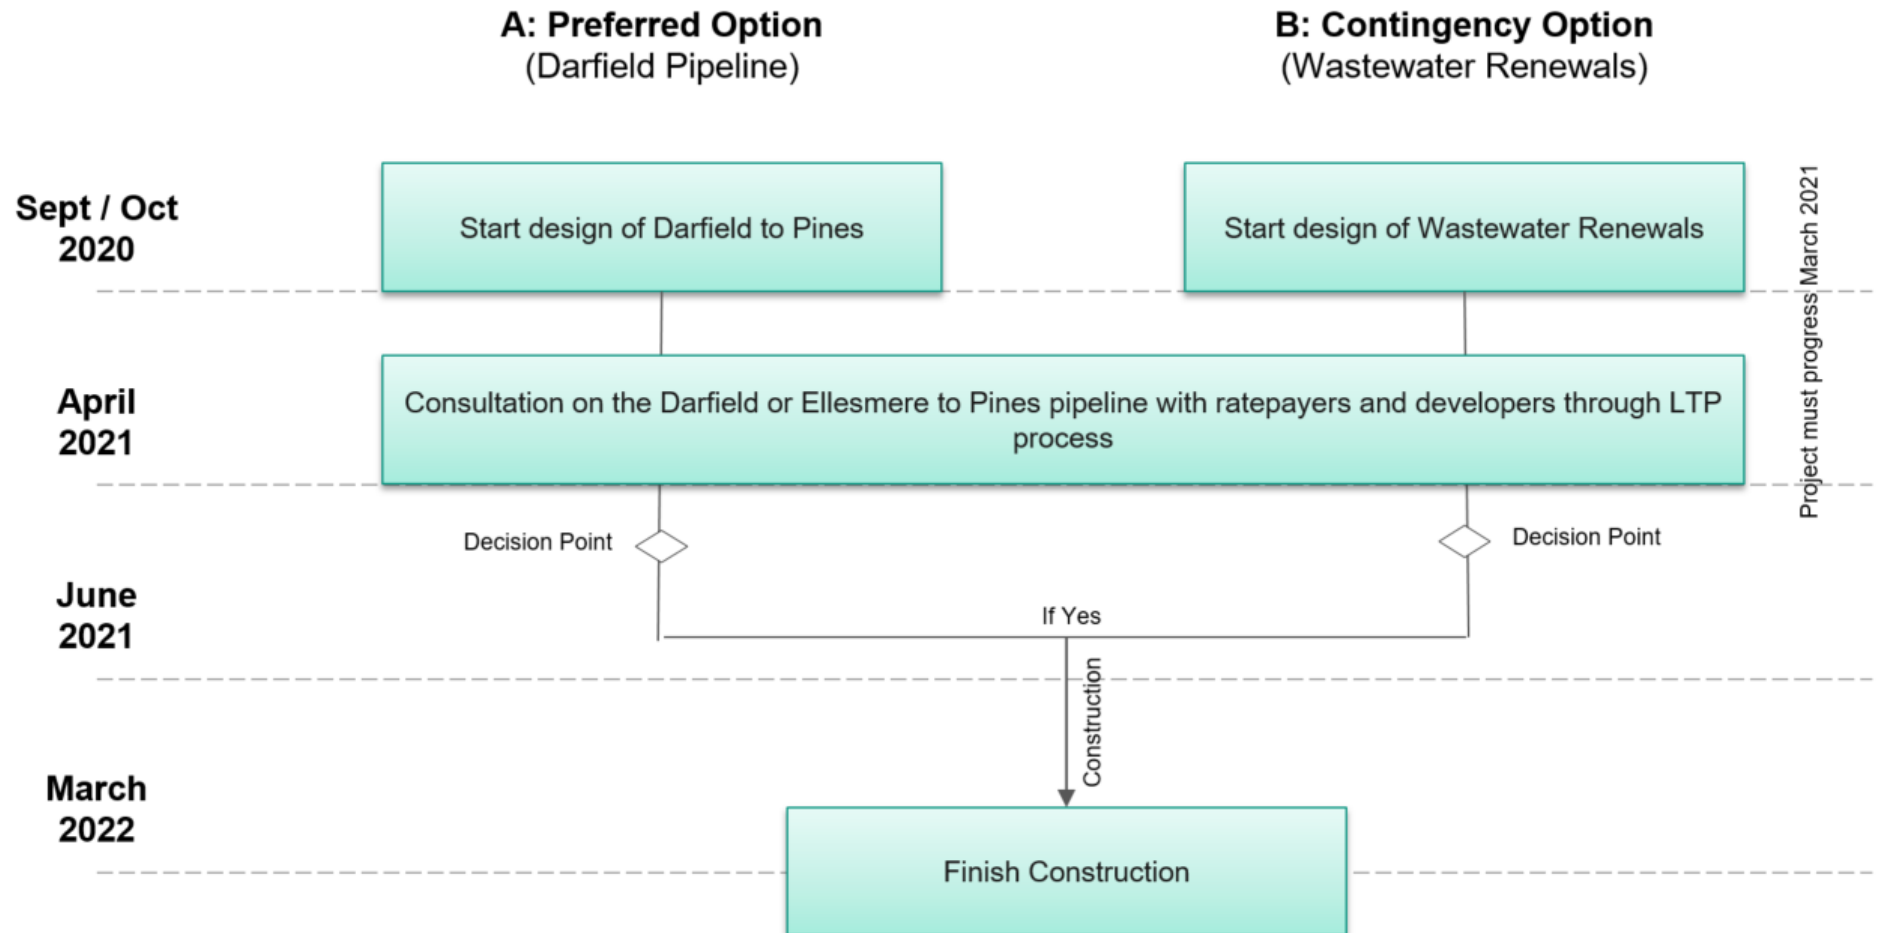 A: Preferred Option
(Darfield Pipeline)
B: Contingency Option
(Wastewater Renewals)
Sept / Oct
2020
Start design of Darfield to Pines
Start design of Wastewater Renewals
Project must progress March 2021
April
2021
Consultation on the Darfield or Ellesmere to Pines pipeline with ratepayers and developers through LTP
process
Decision Point
Decision Point
June
2021
If Yes
Construction
March
2022
Finish Construction